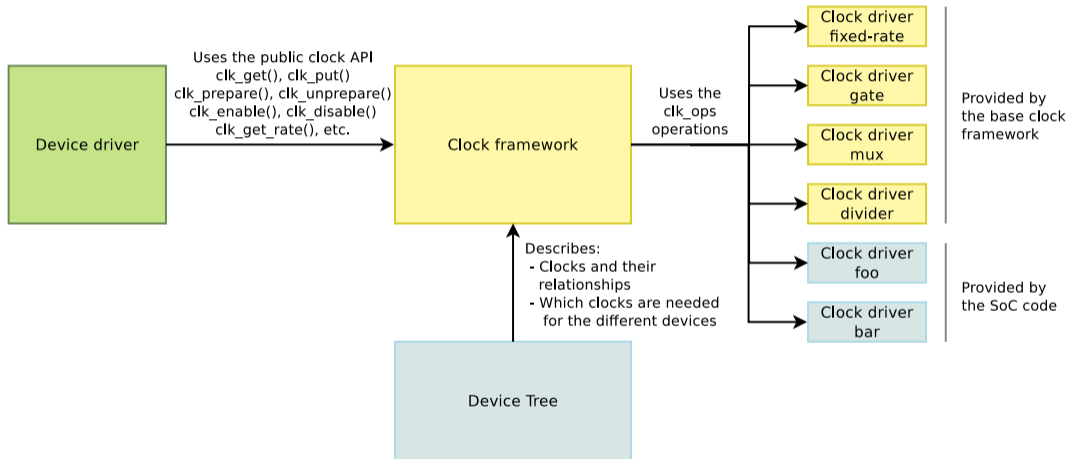 Device driver
Uses the public clock API
clk_get(), clk_put()
clk_prepare(), clk_unprepare()
clk_enable(), clk_disable()
clk_get_rate(), etc.
Clock framework
Uses the
clk_ops
operations
Clock driver
fixed-rate
Clock driver
gate
Clock driver
mux
Clock driver
divider
Clock driver
foo
Clock driver
bar
Provided by
the base clock
framework
Provided by
the SoC code
Describes:
- Clocks and their
relationships
- Which clocks are needed
for the different devices
Device Tree